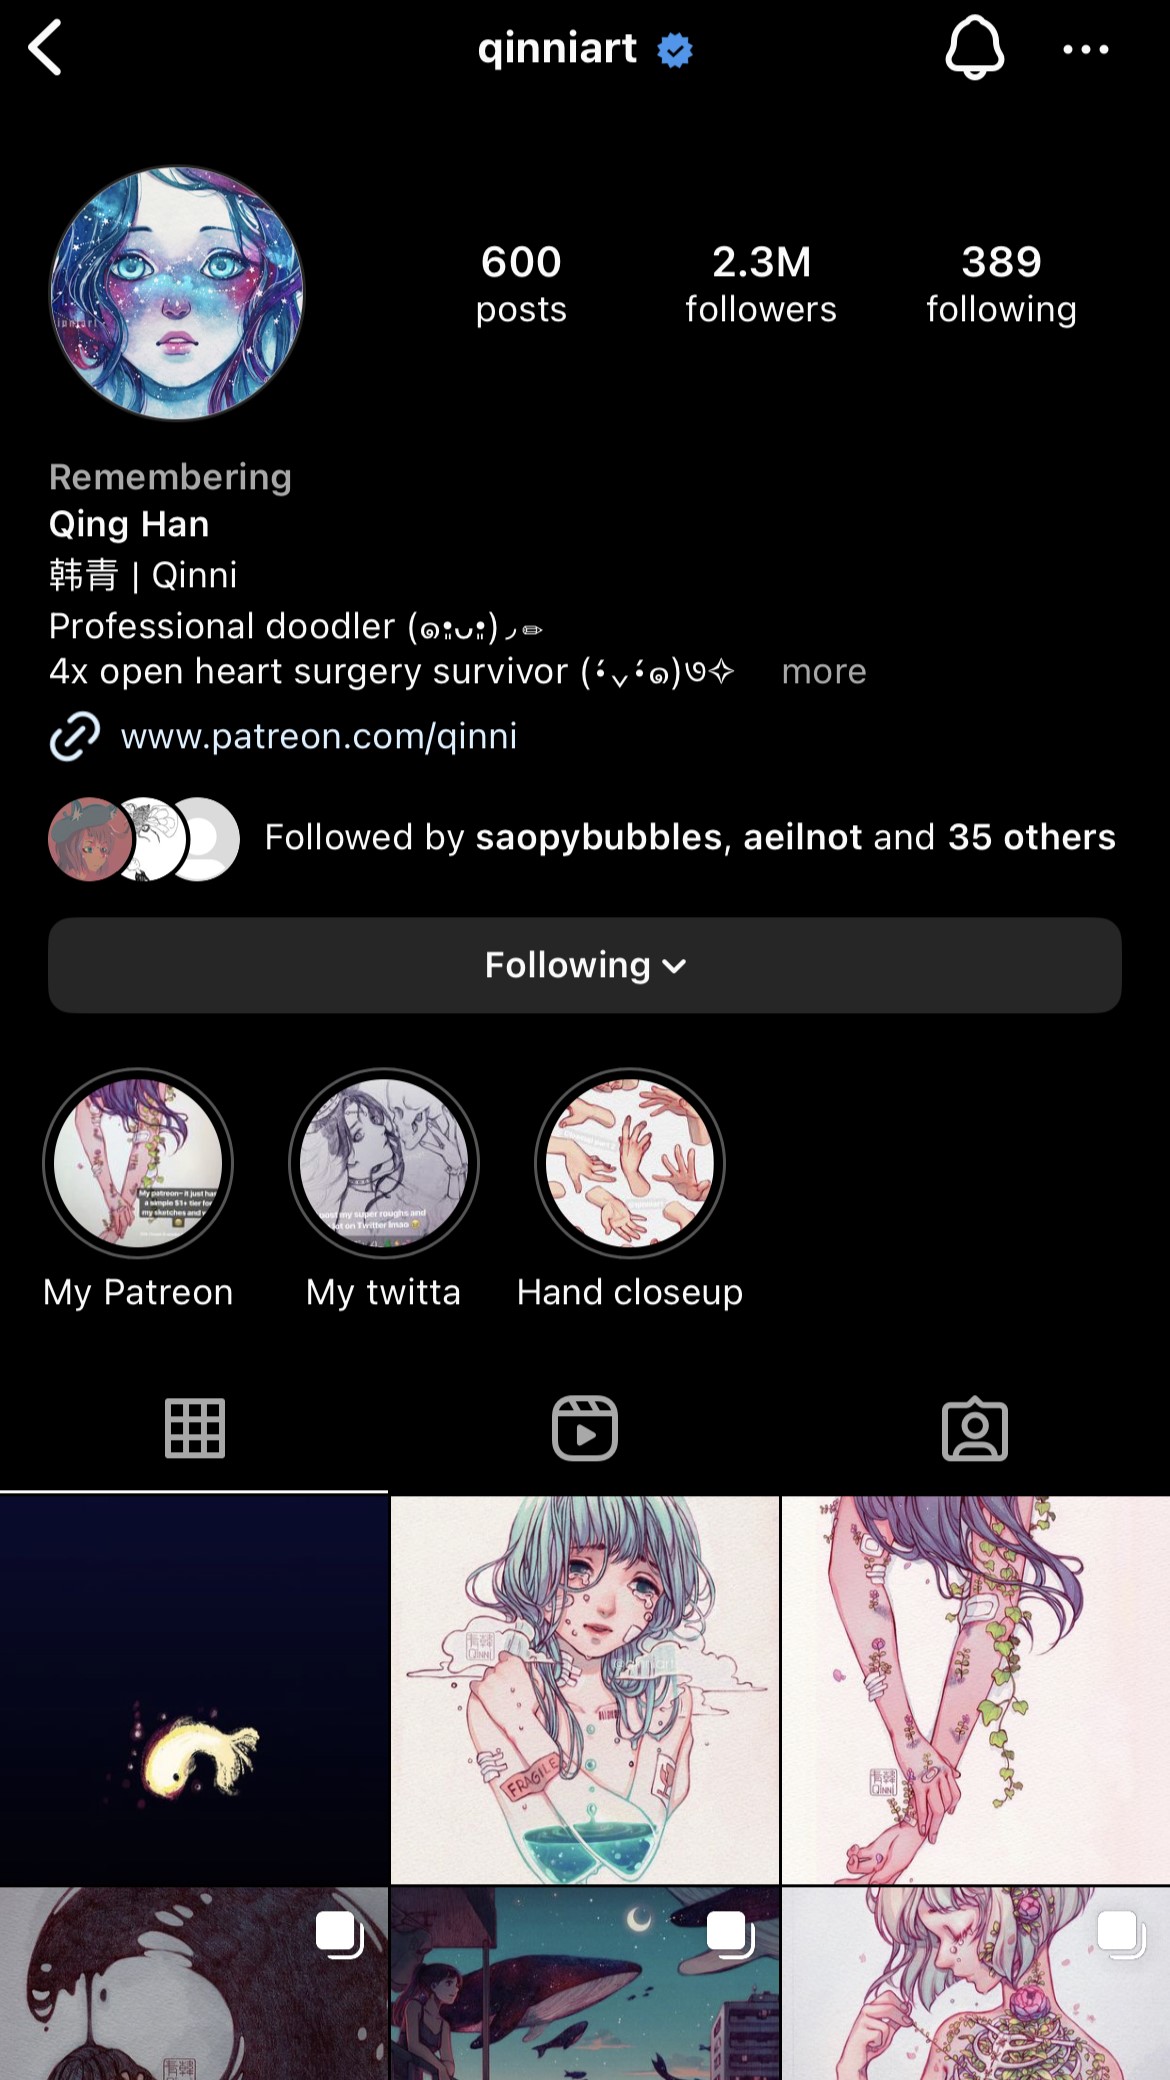 qinniart
600
posts
2.3M
followers
389
following
Remembering
Qing Han
韩青 | Qinni
Professional doodler (๑˘ᴗ˘)و ✏
4x open heart surgery survivor (•́ᴗ•́๑)૭✧ more
www.patreon.com/qinni
Followed by saopybubbles, aeilnot and 35 others
Following
My patreon~ it just has
a simple $1+ tier for
my sketches and
post my super roughs and
lot on Twitter lmao
My Patreon
My twitta
Hand closeup
QINNI
FRAGILE
QINNI